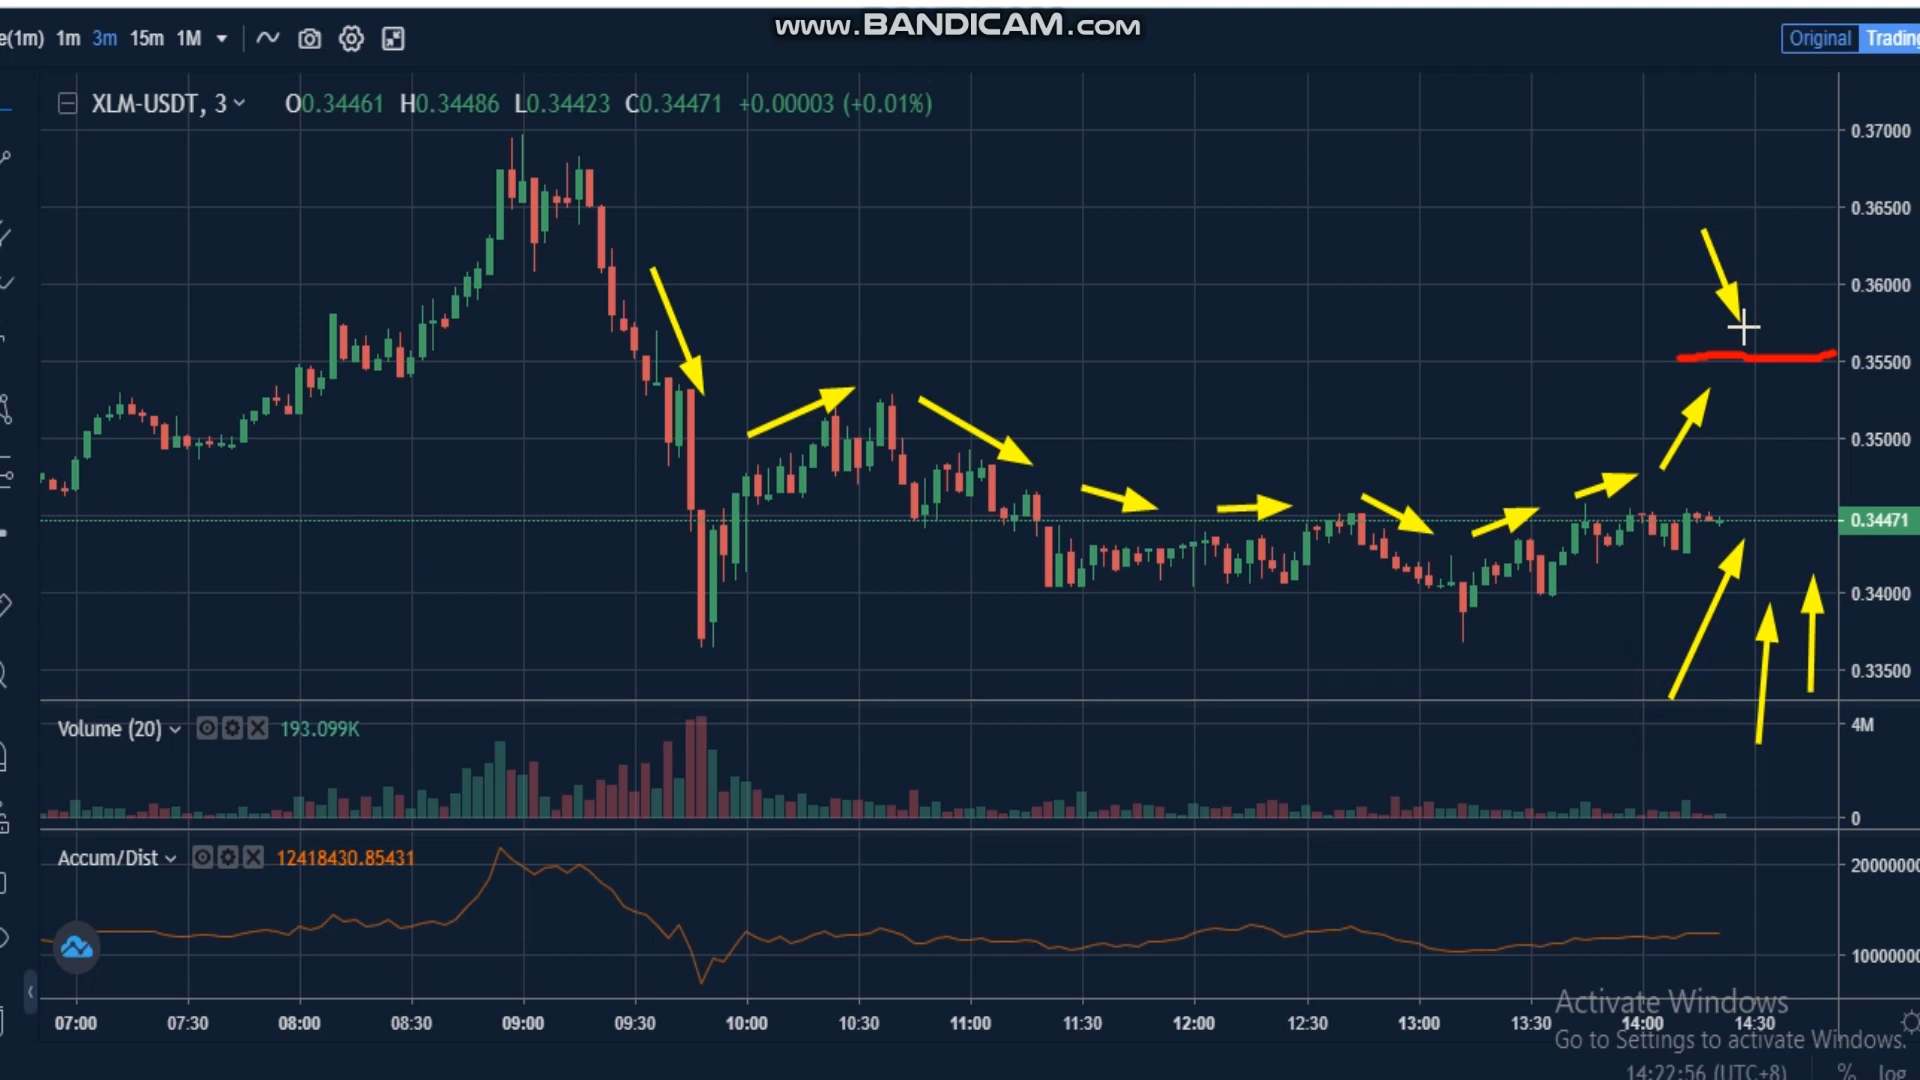 www.BANDICAM.com
e(1m) 1m 3m 15m 1M
Original Trading
XLM-USDT, 3 O0.34461 H0.34486 L0.34423 C0.34471 +0.00003 (+0.01%)
0.37000
0.36500
0.36000
0.35500
0.35000
0.34471
0.34000
0.33500
Volume (20) 193.099K
4M
0
Accum/Dist 12418430.85431
20000000
10000000
07:00 07:30 08:00 08:30 09:00 09:30 10:00 10:30 11:00 11:30 12:00 12:30 13:00 13:30 14:00 14:30
Activate Windows
Go to Settings to activate Windows.
14:22:56 (UTC+8) % log